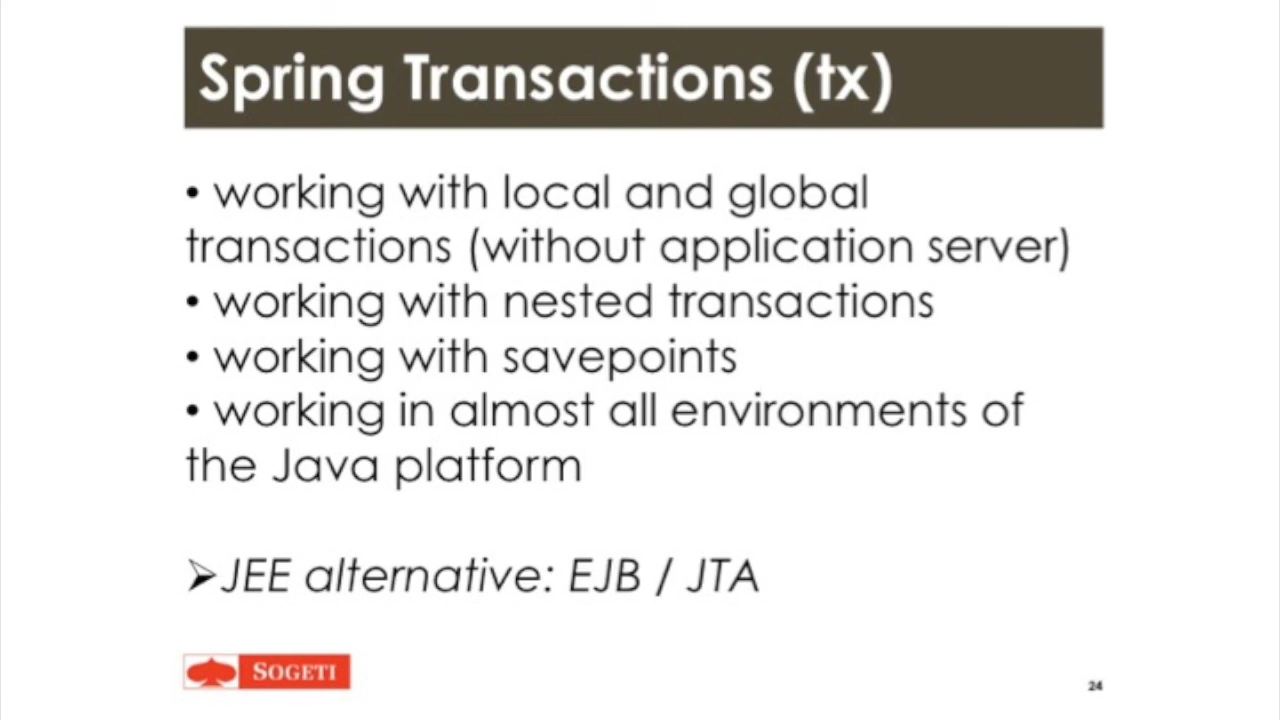 Spring Transactions (tx)
• working with local and global
transactions (without application server)
• working with nested transactions
• working with savepoints
• working in almost all environments of
the Java platform
➢JEE alternative: EJB / JTA
SOGETI
24